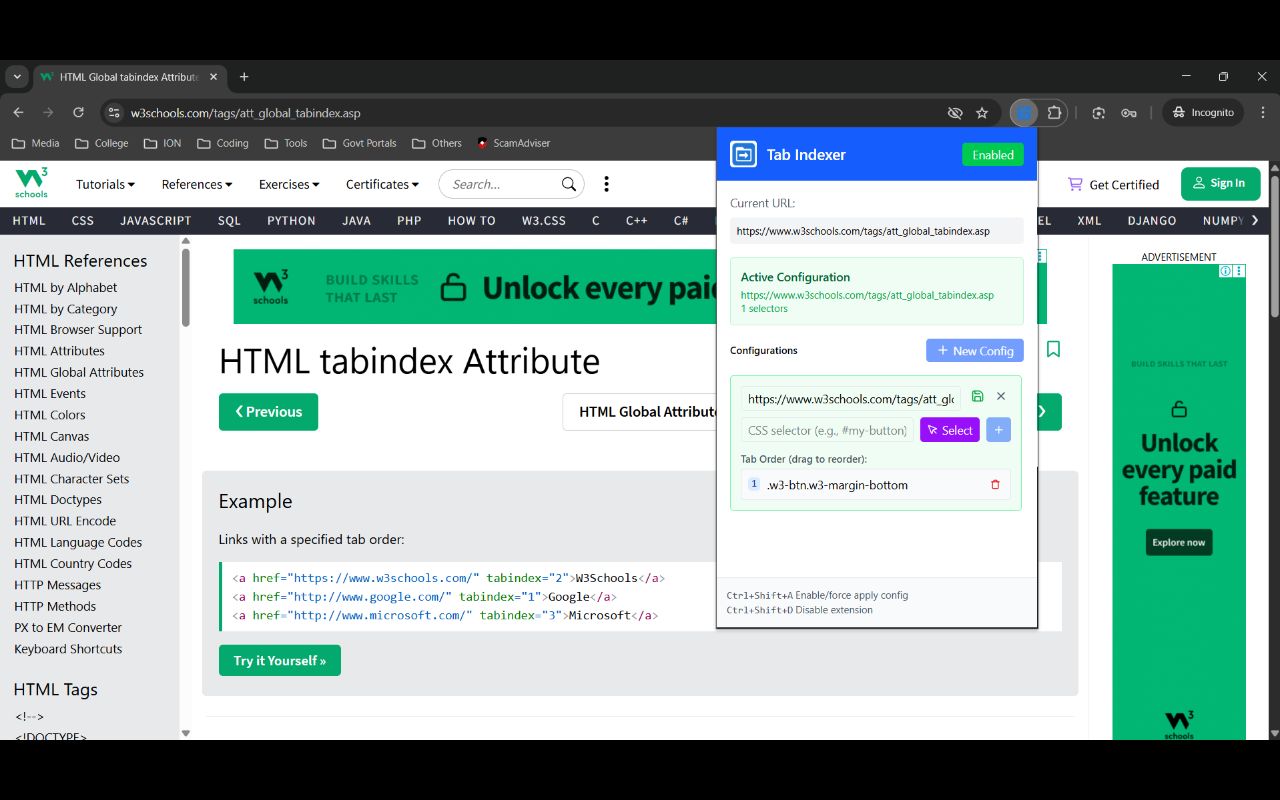 HTML Global tabindex Attribute
w3schools.com/tags/att_global_tabindex.asp
Incognito
Media College ION Coding Tools Govt Portals Others ScamAdviser
W3 schools
Tutorials References Exercises Certificates Search...
Get Certified Sign In
HTML CSS JAVASCRIPT SQL PYTHON JAVA PHP HOW TO W3.CSS C C++ C# EL XML DJANGO NUMPY
HTML References
HTML by Alphabet
HTML by Category
HTML Browser Support
HTML Attributes
HTML Global Attributes
HTML Events
HTML Colors
HTML Canvas
HTML Audio/Video
HTML Character Sets
HTML Doctypes
HTML URL Encode
HTML Language Codes
HTML Country Codes
HTTP Messages
HTTP Methods
PX to EM Converter
Keyboard Shortcuts
HTML Tags
<!-->
<!DOCTYPE>
W3 schools
BUILD SKILLS
THAT LAST
Unlock every paid
HTML tabindex Attribute
❮ Previous
HTML Global Attribute
❯
Example
Links with a specified tab order:
<a href="https://www.w3schools.com/" tabindex="2">W3Schools</a>
<a href="http://www.google.com/" tabindex="1">Google</a>
<a href="http://www.microsoft.com/" tabindex="3">Microsoft</a>
Try it Yourself »
Tab Indexer
Enabled
Current URL:
https://www.w3schools.com/tags/att_global_tabindex.asp
Active Configuration
https://www.w3schools.com/tags/att_global_tabindex.asp
1 selectors
Configurations
+ New Config
https://www.w3schools.com/tags/att_glo
CSS selector (e.g., #my-button)
Select
+
Tab Order (drag to reorder):
1 .w3-btn.w3-margin-bottom
Ctrl+Shift+A Enable/force apply config
Ctrl+Shift+D Disable extension
ADVERTISEMENT
BUILD SKILLS THAT LAST
Unlock
every paid
feature
Explore now
W3 schools